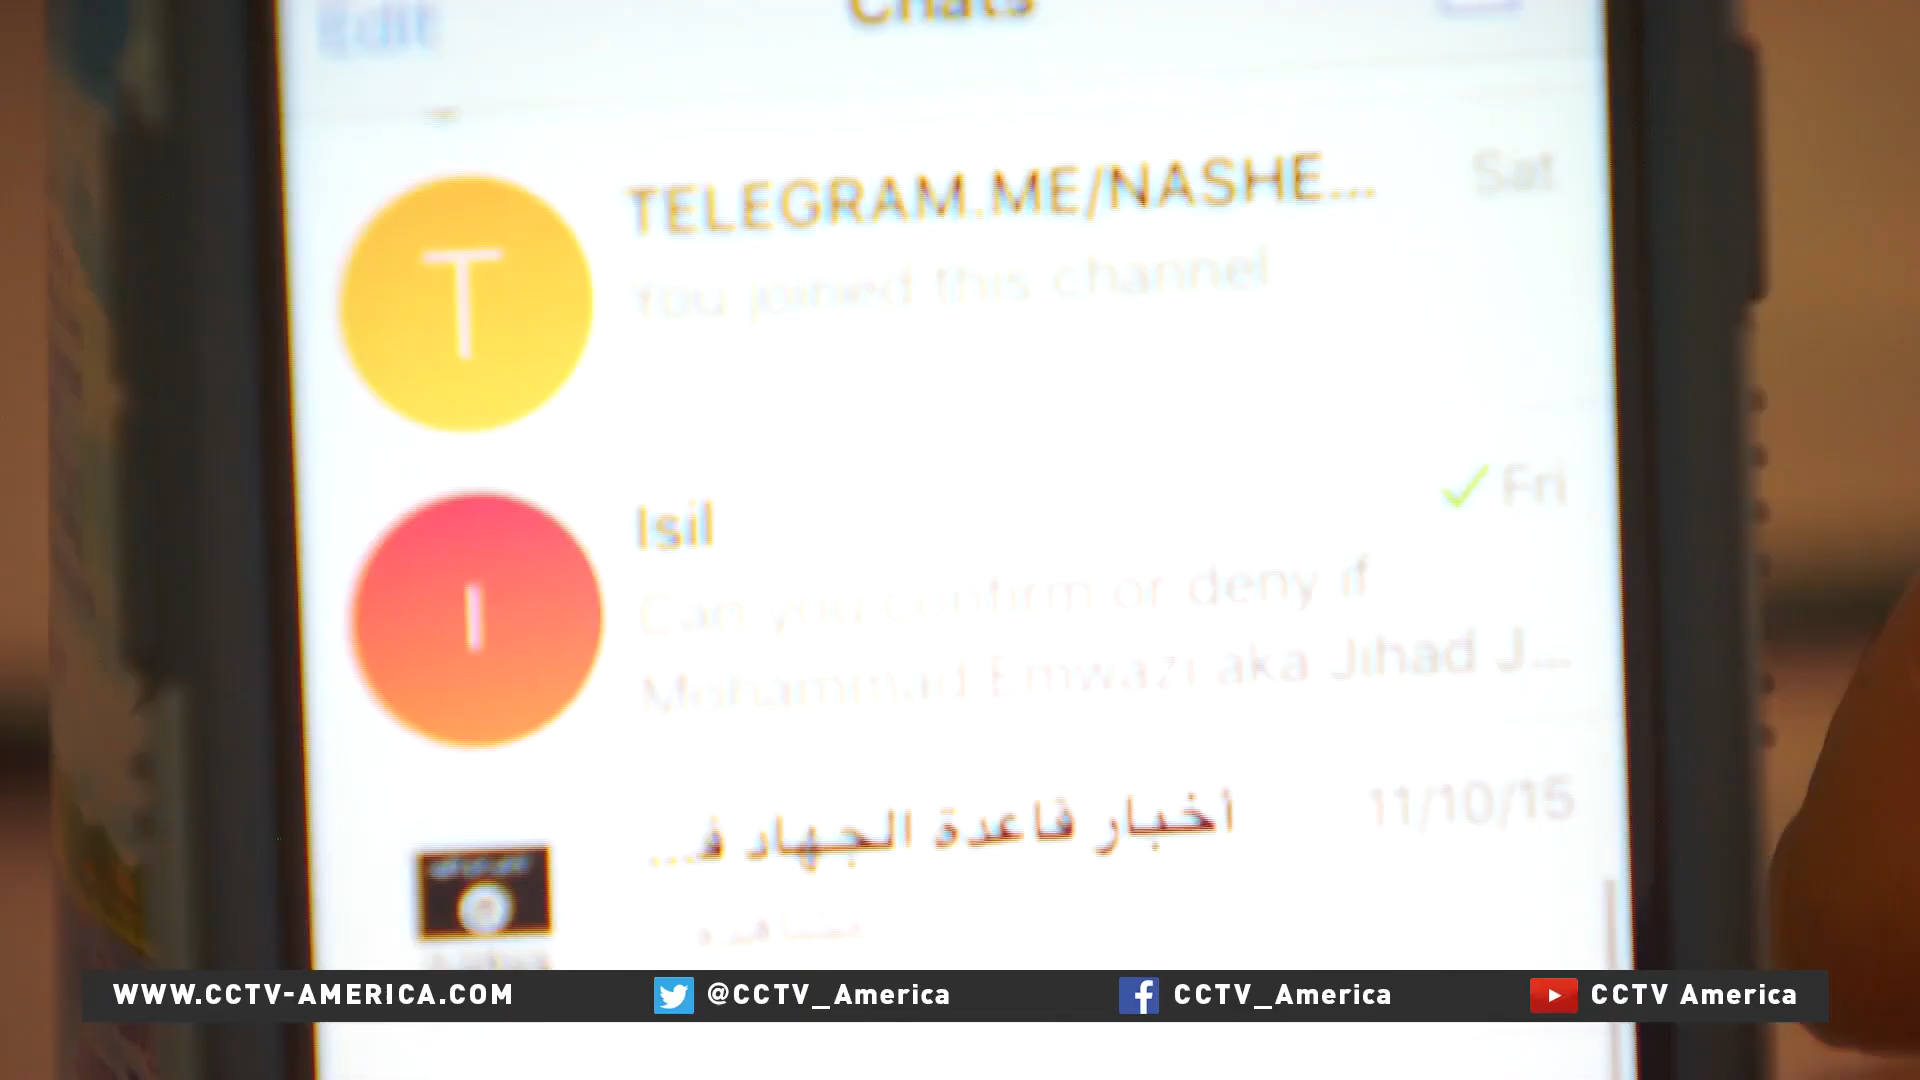 Edit
Chats
TELEGRAM.ME/NASHE...
Sat
You joined this channel
Isil
Fri
Can you confirm or deny if
Mohammad Emwazi aka Jihad J...
أخبار قاعدة الجهاد ف...
11/10/15
T
I
WWW.CCTV-AMERICA.COM
@CCTV_America
CCTV_America
CCTV America